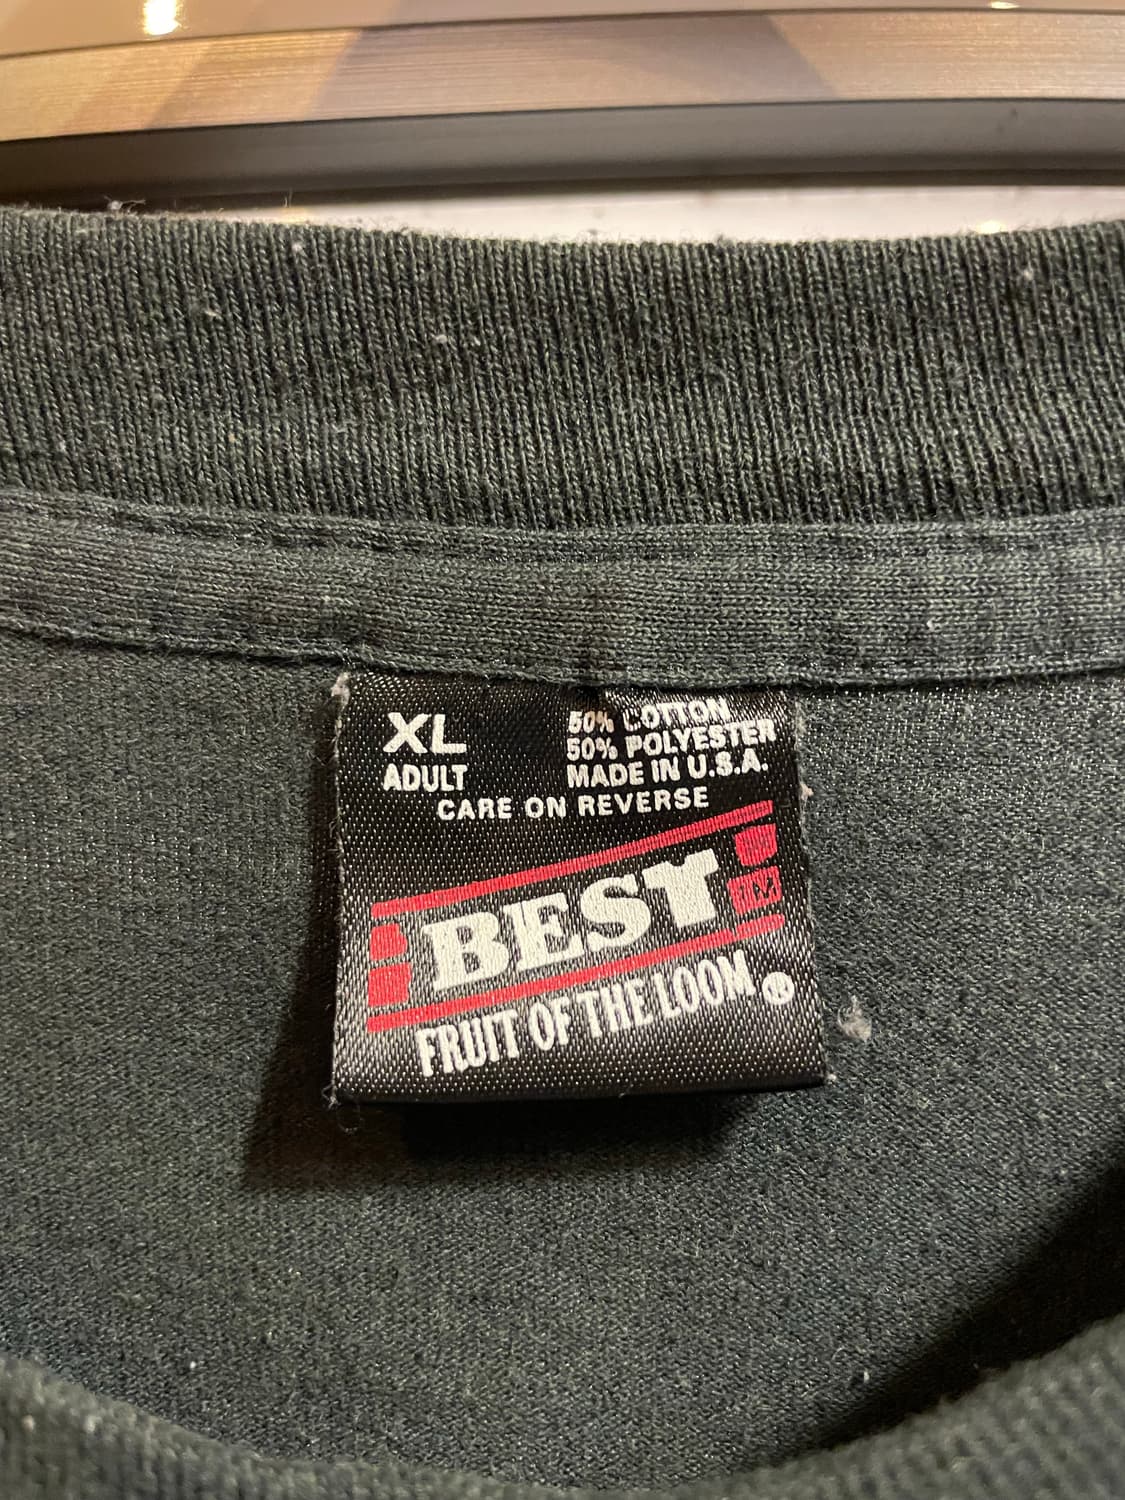 XL
ADULT
50% COTTON
50% POLYESTER
MADE IN U.S.A.
CARE ON REVERSE
BEST
TM
FRUIT OF THE LOOM®